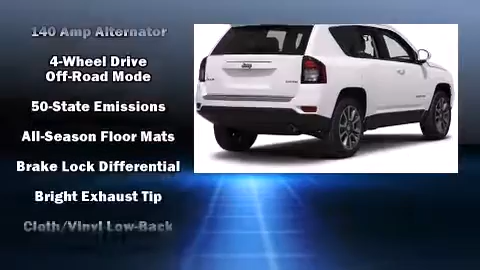 140 Amp Alternator
4-Wheel Drive
Off-Road Mode
50-State Emissions
All-Season Floor Mats
Brake Lock Differential
Bright Exhaust Tip
Cloth/Vinyl Low-Back
Jeep